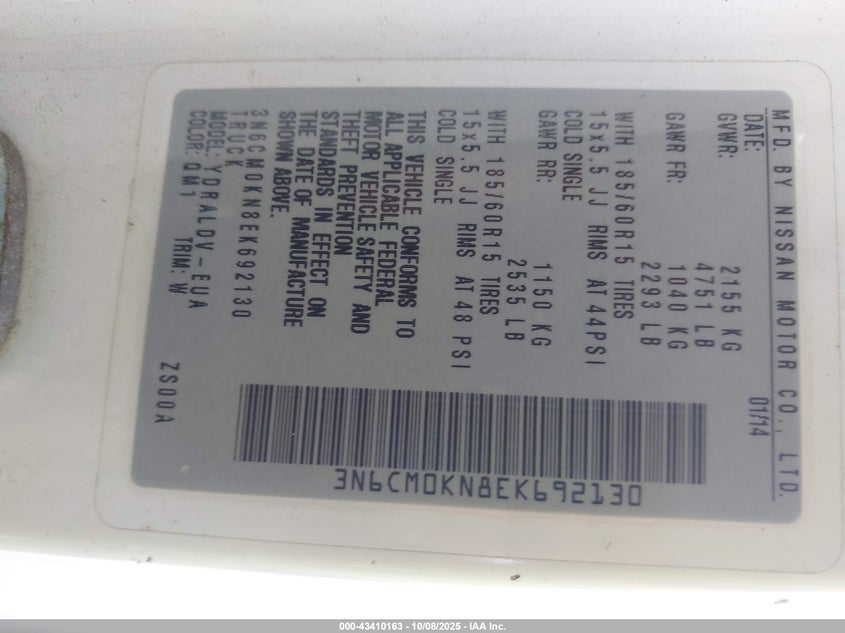 MFD. BY NISSAN MOTOR CO., LTD.
DATE: 01/14
GVWR: 2155 KG
4751 LB
GAWR FR: 1040 KG
2293 LB
WITH 185/60R15 TIRES
15x5.5 JJ RIMS AT 44PSI
COLD SINGLE
GAWR RR: 1150 KG
2535 LB
WITH 185/60R15 TIRES
15x5.5 JJ RIMS AT 48 PSI
COLD SINGLE
THIS VEHICLE CONFORMS TO
ALL APPLICABLE FEDERAL
MOTOR VEHICLE SAFETY AND
THEFT PREVENTION
STANDARDS IN EFFECT ON
THE DATE OF MANUFACTURE
SHOWN ABOVE.
3N6CM0KN8EK692130
TRUCK
MODEL: YDRALDV-EUA
COLOR: QM1 TRIM: W
ZS00A
3N6CM0KN8EK692130
000-43410163 - 10/08/2025 - IAA Inc.